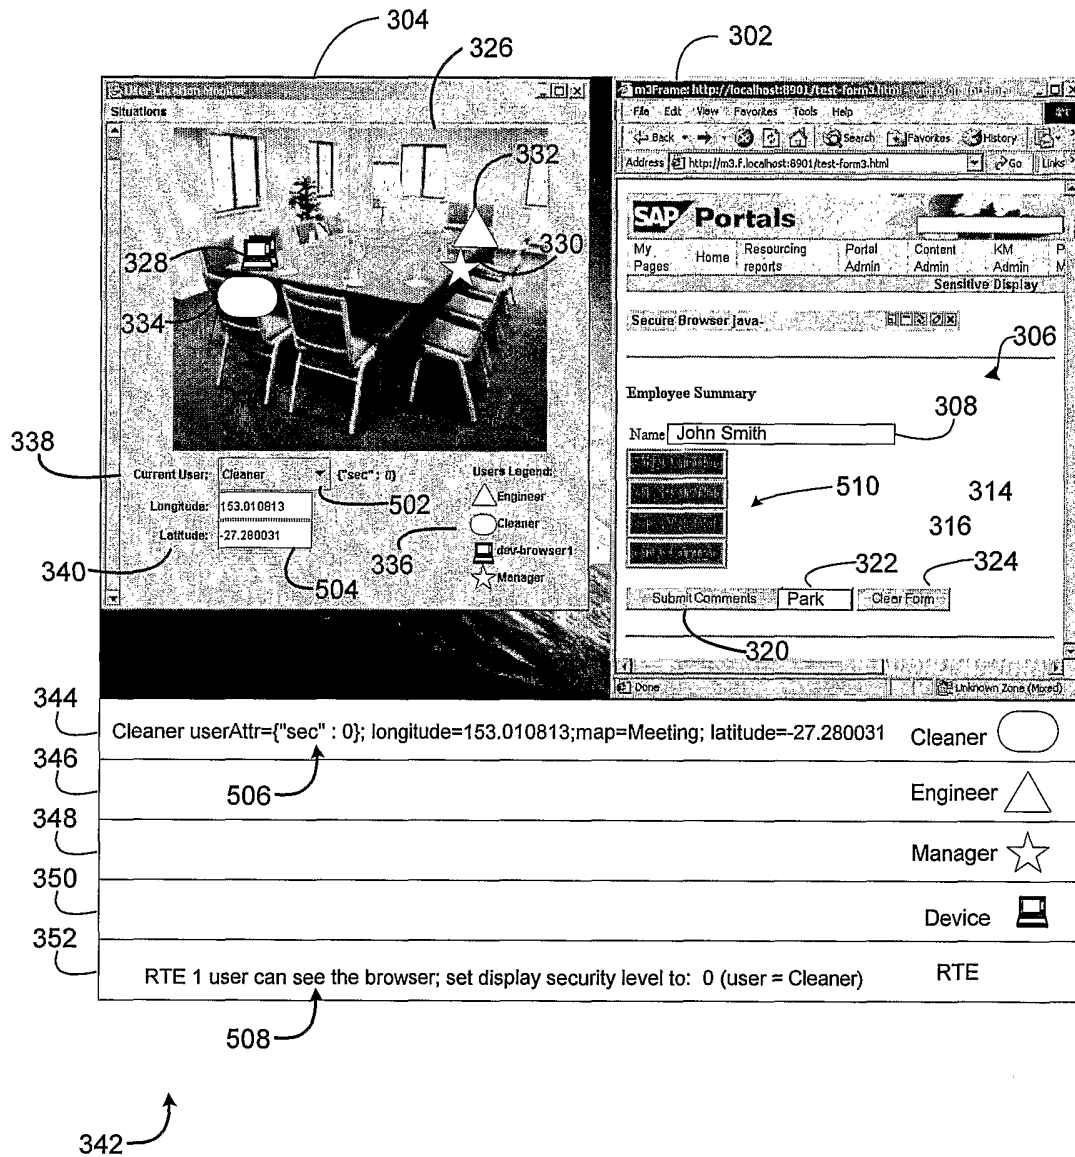 304
326
302
User Location Monitor
Situations
332
328
330
334
338
Current User: Cleaner {"sec" : 0}
Longitude: 153.010813
Latitude: -27.280031
502
340
504
Users Legend:
Engineer
Cleaner
dev-browser1
Manager
336
m3Frame: http://localhost:8901/test-form3.html - Microsoft
File Edit View Favorites Tools Help
Back Search Favorites History
Address http://m3.f.localhost:8901/test-form3.html Go Links
SAP Portals
My Pages Home Resourcing reports Portal Admin Content Admin KM Admin P M
Sensitive Display
Secure Browser Java-
306
Employee Summary
308
Name John Smith
510
314
316
322
324
Submit Comments Park Clear Form
320
Done Unknown Zone (Mixed)
344
Cleaner userAttr={"sec" : 0}; longitude=153.010813;map=Meeting; latitude=-27.280031 Cleaner
346
506
Engineer
348
Manager
350
Device
352
RTE 1 user can see the browser; set display security level to: 0 (user = Cleaner) RTE
508
342